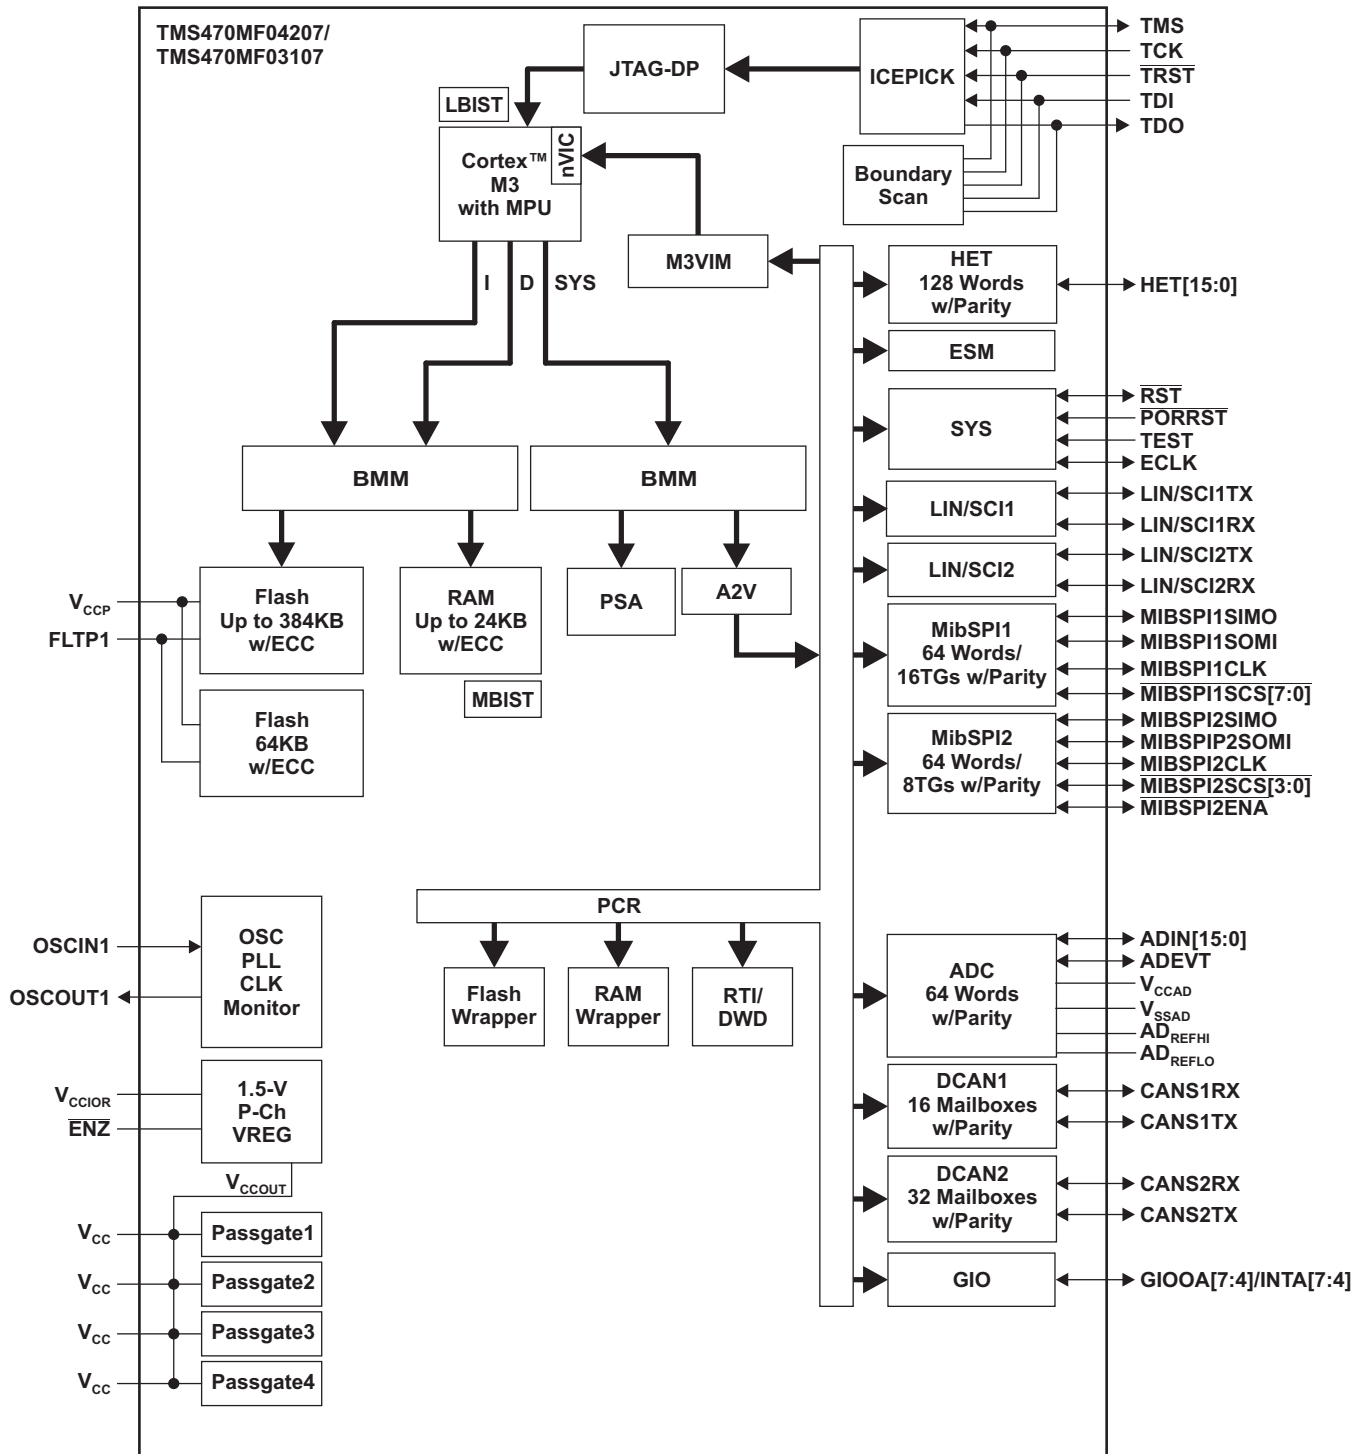 TMS470MF04207/
TMS470MF03107
JTAG-DP
ICEPICK
TMS
TCK
TRST
TDI
TDO
LBIST
Cortex™
M3
with MPU
nVIC
Boundary
Scan
M3VIM
I
D
SYS
HET
128 Words
w/Parity
HET[15:0]
ESM
SYS
RST
PORRST
TEST
ECLK
BMM
BMM
LIN/SCI1
LIN/SCI1TX
LIN/SCI1RX
LIN/SCI2
LIN/SCI2TX
LIN/SCI2RX
VCCP
FLTP1
Flash
Up to 384KB
w/ECC
RAM
Up to 24KB
w/ECC
PSA
A2V
MBIST
Flash
64KB
w/ECC
MibSPI1
64 Words/
16TGs w/Parity
MIBSPI1SIMO
MIBSPI1SOMI
MIBSPI1CLK
MIBSPI1SCS[7:0]
MibSPI2
64 Words/
8TGs w/Parity
MIBSPI2SIMO
MIBSPIP2SOMI
MIBSPI2CLK
MIBSPI2SCS[3:0]
MIBSPI2ENA
PCR
OSCIN1
OSCOUT1
OSC
PLL
CLK
Monitor
Flash
Wrapper
RAM
Wrapper
RTI/
DWD
ADC
64 Words
w/Parity
ADIN[15:0]
ADEVT
VCCAD
VSSAD
ADREFHI
ADREFLO
VCCIOR
ENZ
1.5-V
P-Ch
VREG
VCCOUT
DCAN1
16 Mailboxes
w/Parity
CANS1RX
CANS1TX
DCAN2
32 Mailboxes
w/Parity
CANS2RX
CANS2TX
VCC
Passgate1
VCC
Passgate2
VCC
Passgate3
VCC
Passgate4
GIO
GIOOA[7:4]/INTA[7:4]